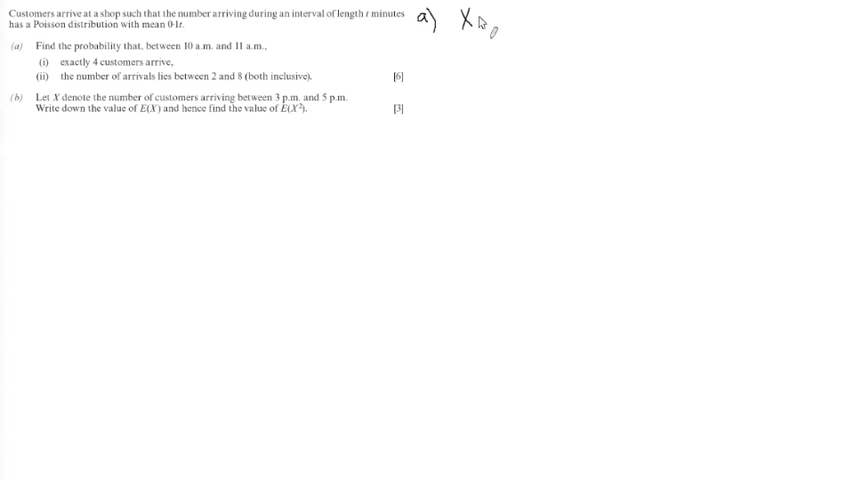 Customers arrive at a shop such that the number arriving during an interval of length t minutes
has a Poisson distribution with mean 0·1t.
(a) Find the probability that, between 10 a.m. and 11 a.m.,
(i) exactly 4 customers arrive,
(ii) the number of arrivals lies between 2 and 8 (both inclusive). [6]
(b) Let X denote the number of customers arriving between 3 p.m. and 5 p.m.
Write down the value of E(X) and hence find the value of E(X²). [3]
a) X